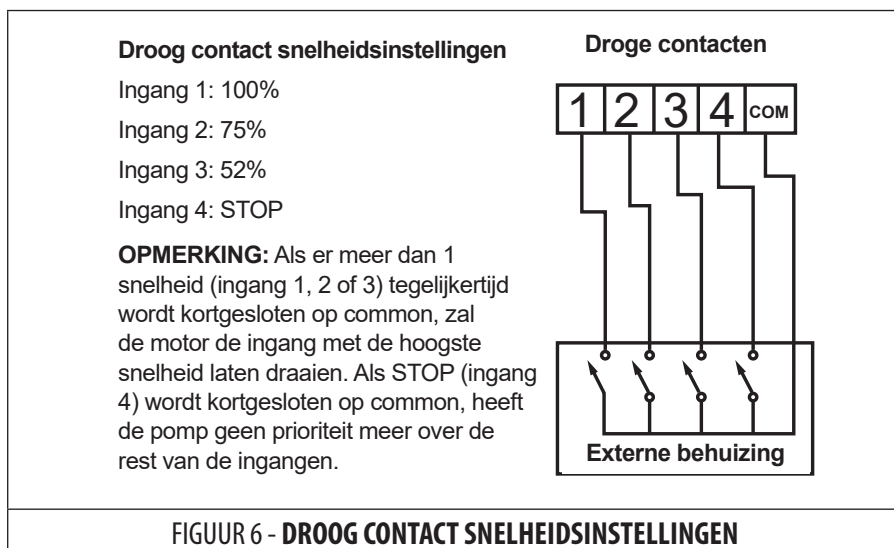 Droog contact snelheidsinstellingen
Ingang 1: 100%
Ingang 2: 75%
Ingang 3: 52%
Ingang 4: STOP
OPMERKING: Als er meer dan 1
snelheid (ingang 1, 2 of 3) tegelijkertijd
wordt kortgesloten op common, zal
de motor de ingang met de hoogste
snelheid laten draaien. Als STOP (ingang
4) wordt kortgesloten op common, heeft
de pomp geen prioriteit meer over de
rest van de ingangen.
Droge contacten
1 2 3 4 COM
Externe behuizing
FIGUUR 6 - DROOG CONTACT SNELHEIDSINSTELLINGEN